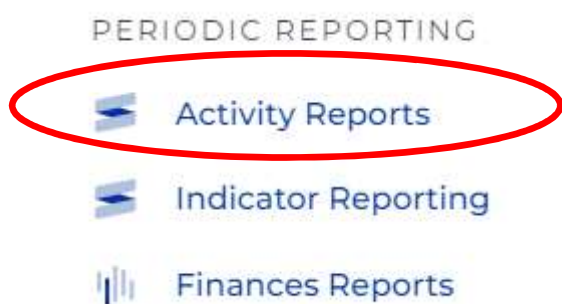 PERIODIC REPORTING
Activity Reports
Indicator Reporting
Finances Reports